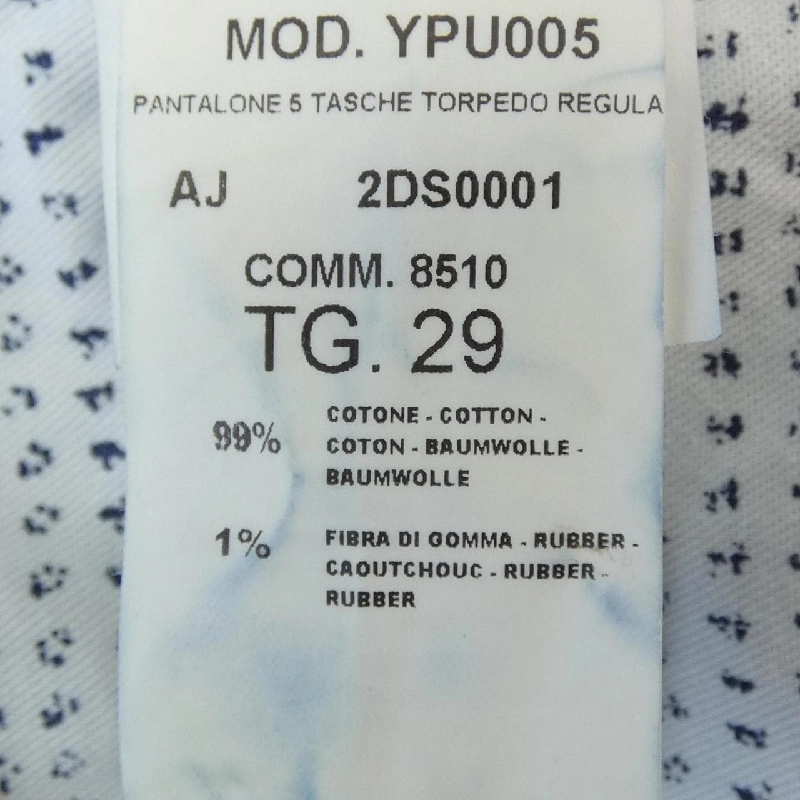 MOD. YPU005
PANTALONE 5 TASCHE TORPEDO REGULA
AJ 2DS0001
COMM. 8510
TG. 29
99% COTONE - COTTON -
COTON - BAUMWOLLE -
BAUMWOLLE
1% FIBRA DI GOMMA - RUBBER -
CAOUTCHOUC - RUBBER -
RUBBER